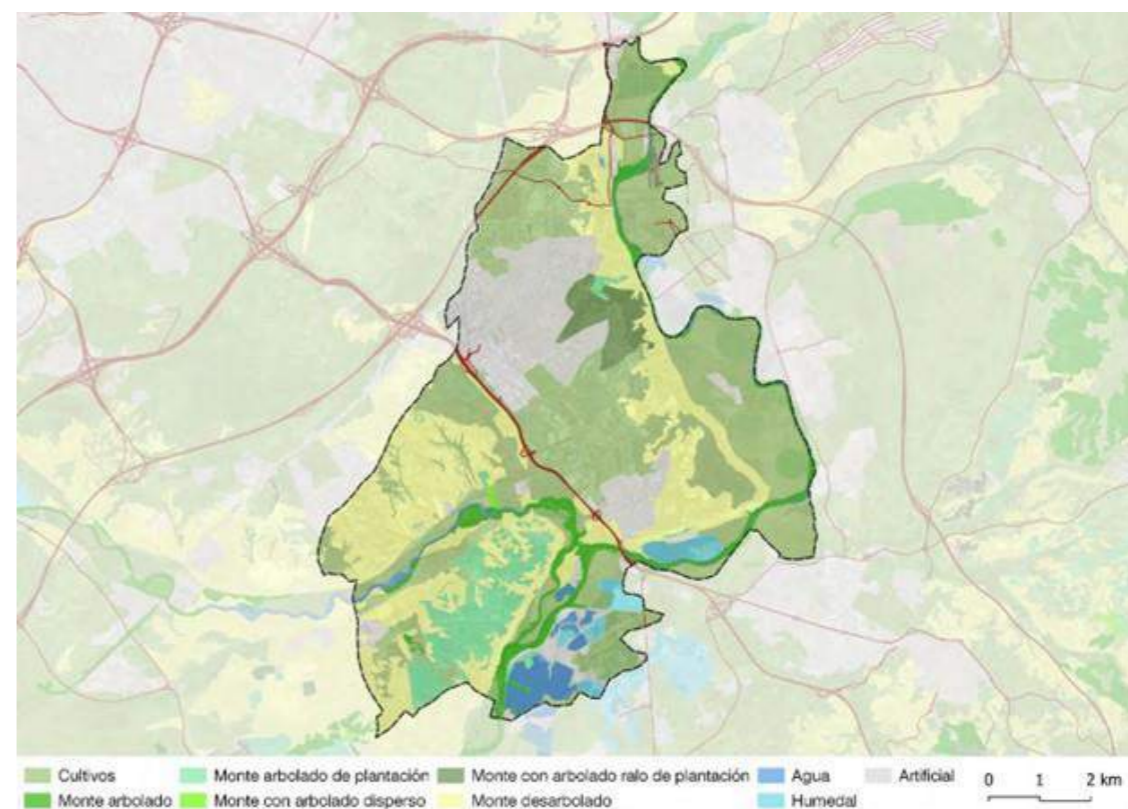 Cultivos Monte arbolado de plantación Monte con arbolado ralo de plantación Agua Artificial 0 1 2 km
Monte arbolado Monte con arbolado disperso Monte desarbolado Humedal